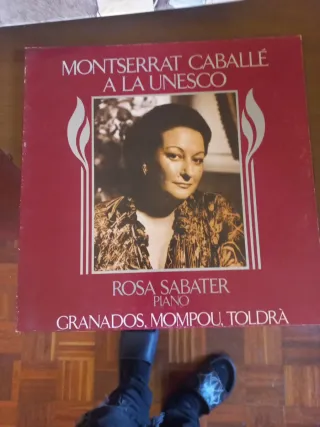 MONTSERRAT CABALLÉ
A LA UNESCO
ROSA SABATER
PIANO
GRANADOS, MOMPOU, TOLDRÀ